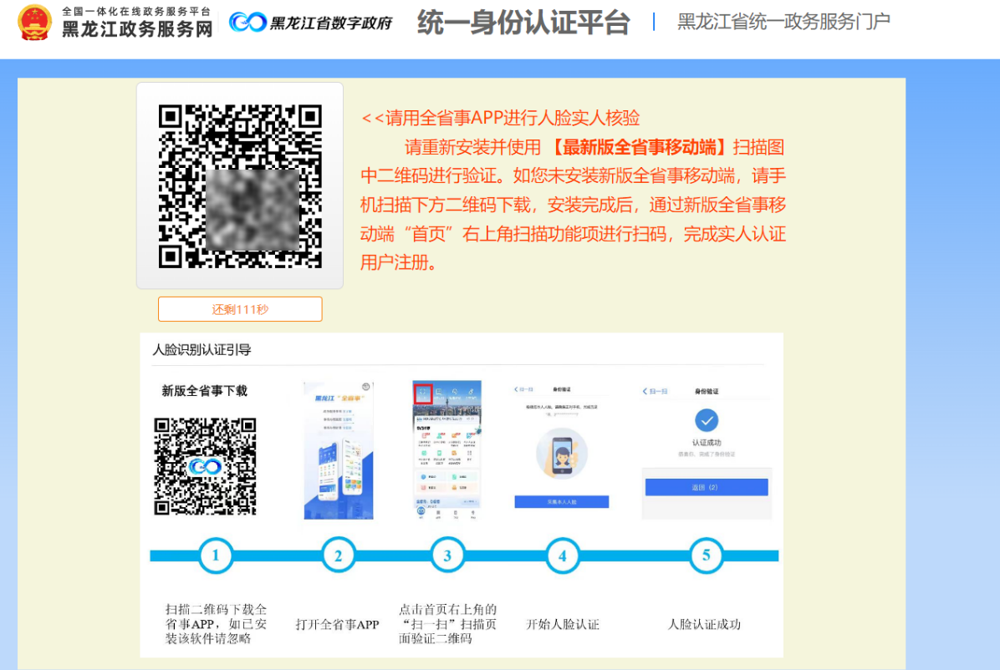 全国一体化在线政务服务平台
黑龙江政务服务网
黑龙江省数字政府
统一身份认证平台
黑龙江省统一政务服务门户
<<请用全省事APP进行人脸实人核验
请重新安装并使用 【最新版全省事移动端】扫描图
中二维码进行验证。如您未安装新版全省事移动端，请手
机扫描下方二维码下载，安装完成后，通过新版全省事移
动端“首页”右上角扫描功能项进行扫码，完成实人认证
用户注册。
还剩111秒
人脸识别认证引导
新版全省事下载
黑龙江“全省事”
扫一扫
身份验证
扫一扫
身份验证
认证成功
返回（2）
1
2
3
4
5
扫描二维码下载全
省事APP，如已安
装该软件请忽略
打开全省事APP
点击首页右上角的
“扫一扫”扫描页
面验证二维码
开始人脸认证
人脸认证成功